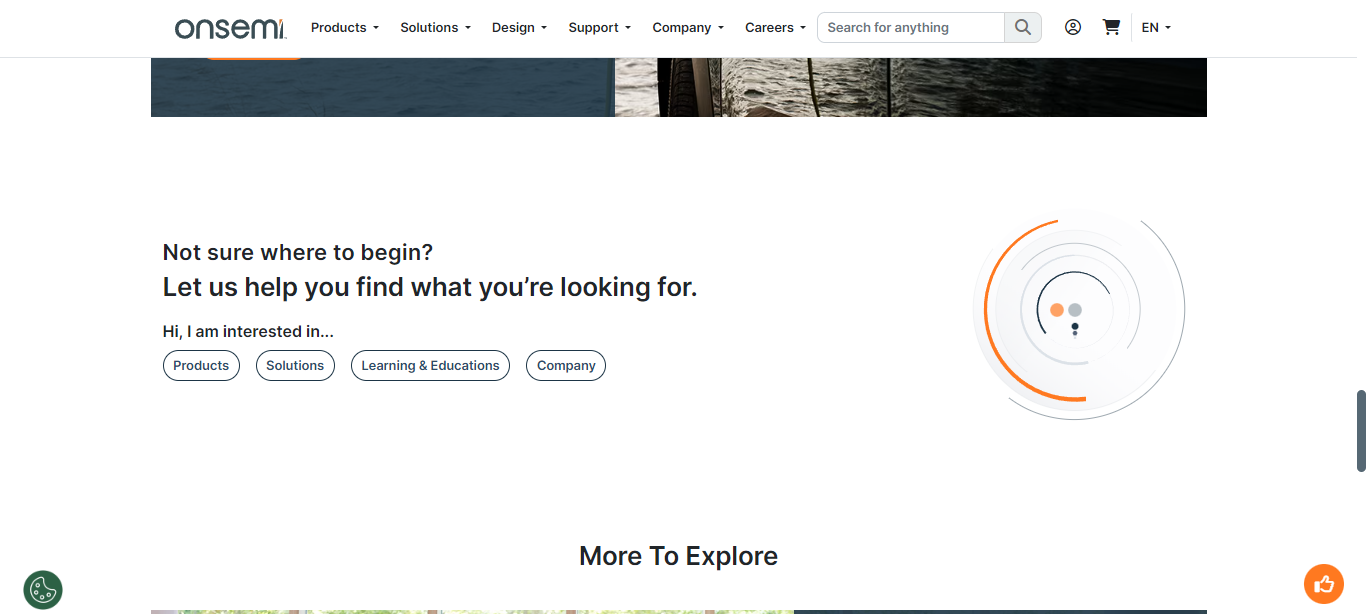 onsemi
Products
Solutions
Design
Support
Company
Careers
Search for anything
EN
Not sure where to begin?
Let us help you find what you’re looking for.
Hi, I am interested in...
Products
Solutions
Learning & Educations
Company
More To Explore